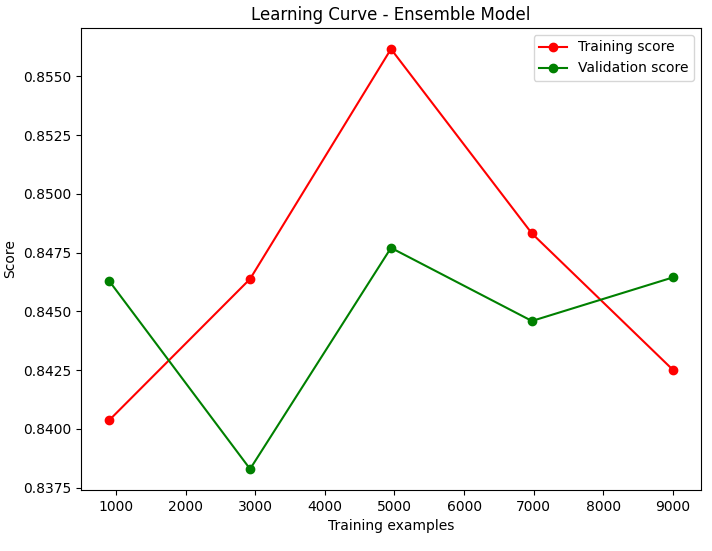 Learning Curve - Ensemble Model
Training score
Validation score
0.8550
0.8525
0.8500
0.8475
0.8450
0.8425
0.8400
0.8375
Score
1000 2000 3000 4000 5000 6000 7000 8000 9000
Training examples